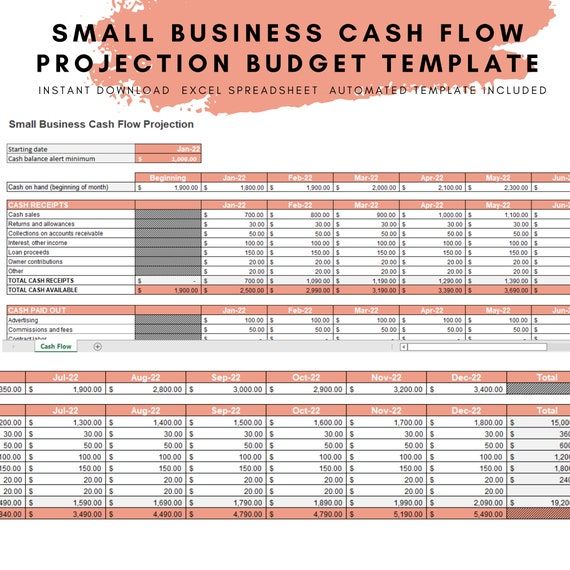 SMALL BUSINESS CASH FLOW
PROJECTION BUDGET TEMPLATE
INSTANT DOWNLOAD EXCEL SPREADSHEET AUTOMATED TEMPLATE INCLUDED
Small Business Cash Flow Projection
Starting date Jan-22
Cash balance alert minimum $ 1,000.00
Beginning Jan-22 Feb-22 Mar-22 Apr-22 May-22 Jun-
Cash on hand (beginning of month) $ 1,900.00 $ 1,800.00 $ 1,900.00 $ 2,000.00 $ 2,100.00 $ 2,300.00 $
CASH RECEIPTS Jan-22 Feb-22 Mar-22 Apr-22 May-22 Jun-
Cash sales $ 700.00 $ 800.00 $ 900.00 $ 1,000.00 $ 1,100.00 $
Returns and allowances $ 30.00 $ 30.00 $ 30.00 $ 30.00 $ 30.00 $
Collections on accounts receivable $ 50.00 $ 50.00 $ 50.00 $ 50.00 $ 50.00 $
Interest, other income $ 100.00 $ 100.00 $ 100.00 $ 100.00 $ 100.00 $
Loan proceeds $ 150.00 $ 150.00 $ 150.00 $ 150.00 $ 150.00 $
Owner contributions $ 20.00 $ 20.00 $ 20.00 $ 20.00 $ 20.00 $
Other $ 20.00 $ 20.00 $ 20.00 $ 20.00 $ 20.00 $
TOTAL CASH RECEIPTS $ - $ 700.00 $ 1,090.00 $ 1,190.00 $ 1,290.00 $ 1,390.00 $
TOTAL CASH AVAILABLE $ 1,900.00 $ 2,500.00 $ 2,990.00 $ 3,190.00 $ 3,390.00 $ 3,690.00 $
CASH PAID OUT Jan-22 Feb-22 Mar-22 Apr-22 May-22 Jun-
Advertising $ 100.00 $ 100.00 $ 100.00 $ 100.00 $ 100.00 $
Commissions and fees $ 50.00 $ 50.00 $ 50.00 $ 50.00 $ 50.00 $
Contract labor
Cash Flow
Jul-22 Aug-22 Sep-22 Oct-22 Nov-22 Dec-22 Total
350.00 $ 1,900.00 $ 2,800.00 $ 3,000.00 $ 2,900.00 $ 3,200.00 $ 3,400.00
Jul-22 Aug-22 Sep-22 Oct-22 Nov-22 Dec-22 Total
200.00 $ 1,300.00 $ 1,400.00 $ 1,500.00 $ 1,600.00 $ 1,700.00 $ 1,800.00 $ 15,00
30.00 $ 30.00 $ 30.00 $ 30.00 $ 30.00 $ 30.00 $ 30.00 $ 360
50.00 $ 50.00 $ 50.00 $ 50.00 $ 50.00 $ 50.00 $ 50.00 $ 600
100.00 $ 100.00 $ 100.00 $ 100.00 $ 100.00 $ 100.00 $ 100.00 $ 1,20
150.00 $ 150.00 $ 150.00 $ 150.00 $ 150.00 $ 150.00 $ 150.00 $ 1,80
20.00 $ 20.00 $ 20.00 $ 20.00 $ 20.00 $ 20.00 $ 20.00 $ 240
20.00 $ 20.00 $ 20.00 $ 20.00 $ 20.00 $ 20.00 $ 20.00
490.00 $ 1,590.00 $ 1,690.00 $ 1,790.00 $ 1,890.00 $ 1,990.00 $ 2,090.00 $ 19,20
840.00 $ 3,490.00 $ 4,490.00 $ 4,790.00 $ 4,790.00 $ 5,190.00 $ 5,490.00